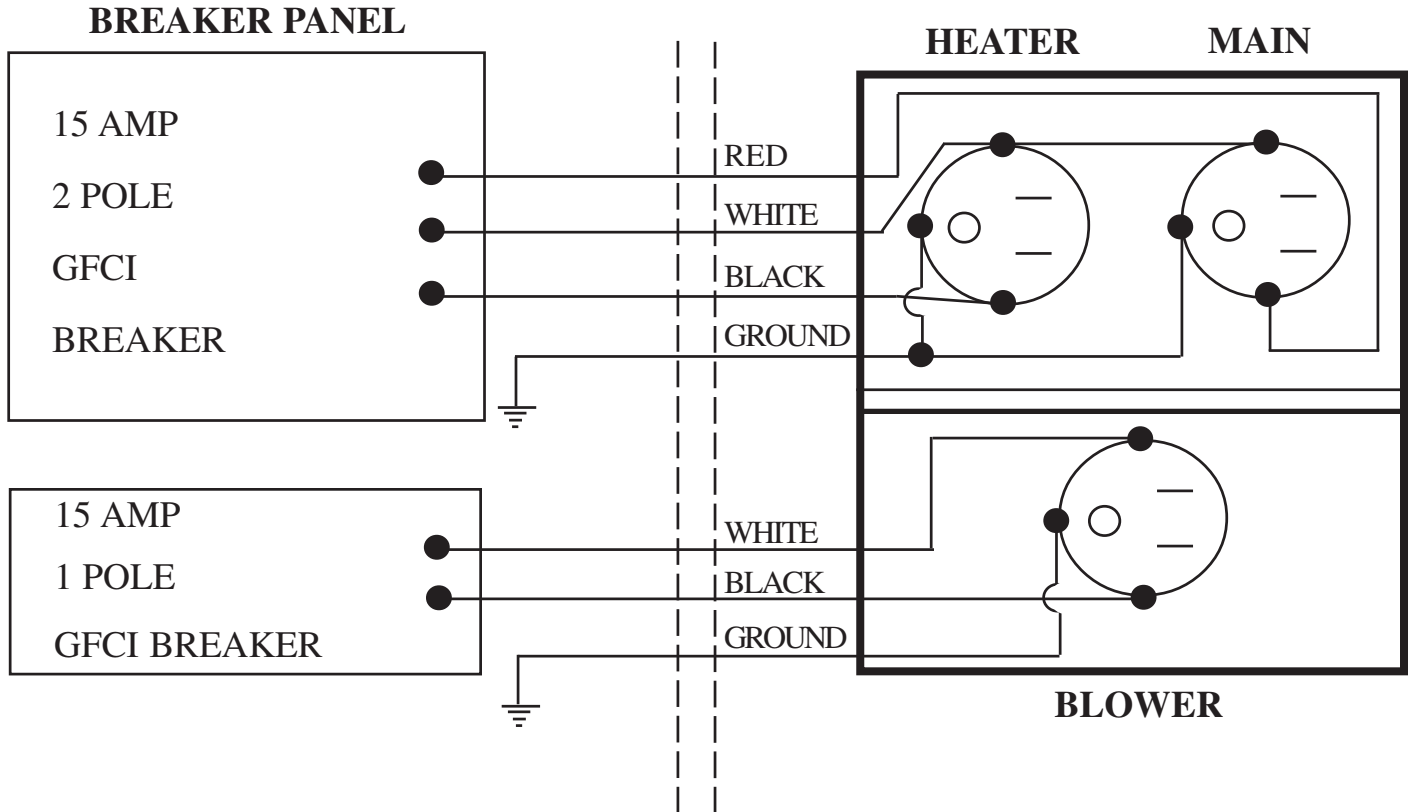 BREAKER PANEL
HEATER
MAIN
15 AMP
2 POLE
GFCI
BREAKER
RED
WHITE
BLACK
GROUND
15 AMP
1 POLE
GFCI BREAKER
WHITE
BLACK
GROUND
BLOWER